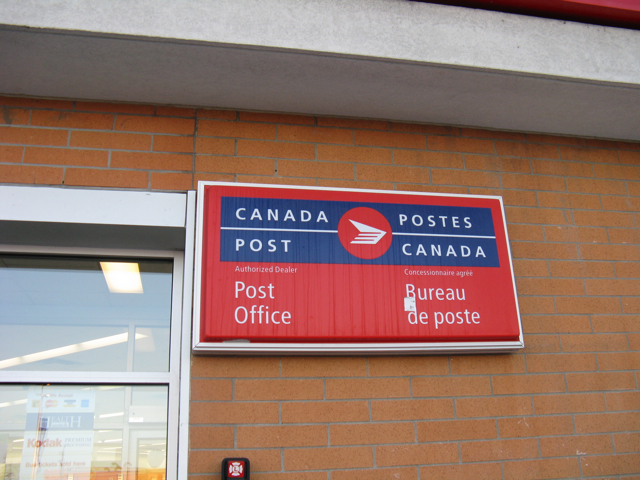 CANADA
POST
POSTES
CANADA
Authorized Dealer
Post
Office
Concessionnaire agréé
Bureau
de poste
Kodak